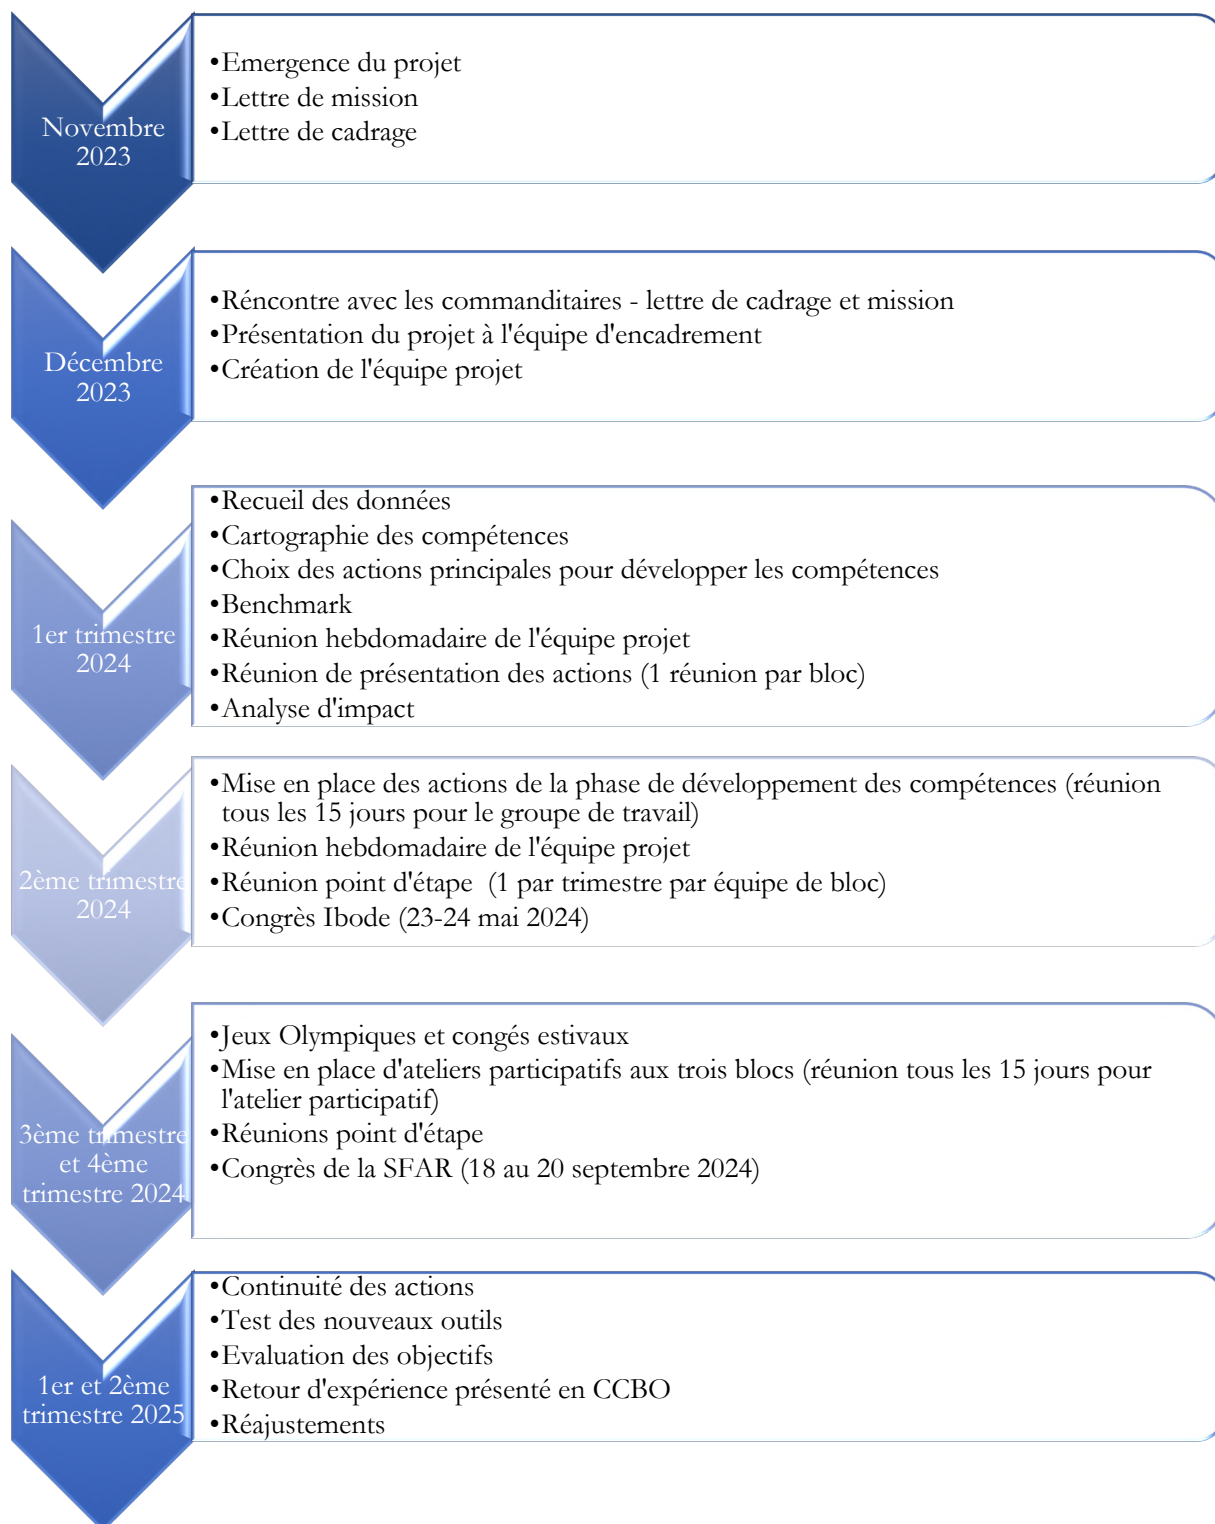 Novembre
2023
•Emergence du projet
•Lettre de mission
•Lettre de cadrage
Décembre
2023
•Réncontre avec les commanditaires - lettre de cadrage et mission
•Présentation du projet à l'équipe d'encadrement
•Création de l'équipe projet
1er trimestre
2024
•Recueil des données
•Cartographie des compétences
•Choix des actions principales pour développer les compétences
•Benchmark
•Réunion hebdomadaire de l'équipe projet
•Réunion de présentation des actions (1 réunion par bloc)
•Analyse d'impact
2ème trimestre
2024
•Mise en place des actions de la phase de développement des compétences (réunion
tous les 15 jours pour le groupe de travail)
•Réunion hebdomadaire de l'équipe projet
•Réunion point d'étape  (1 par trimestre par équipe de bloc)
•Congrès Ibode (23-24 mai 2024)
3ème trimestre
et 4ème
trimestre 2024
•Jeux Olympiques et congés estivaux
•Mise en place d'ateliers participatifs aux trois blocs (réunion tous les 15 jours pour
l'atelier participatif)
•Réunions point d'étape
•Congrès de la SFAR (18 au 20 septembre 2024)
1er et 2ème
trimestre 2025
•Continuité des actions
•Test des nouveaux outils
•Evaluation des objectifs
•Retour d'expérience présenté en CCBO
•Réajustements